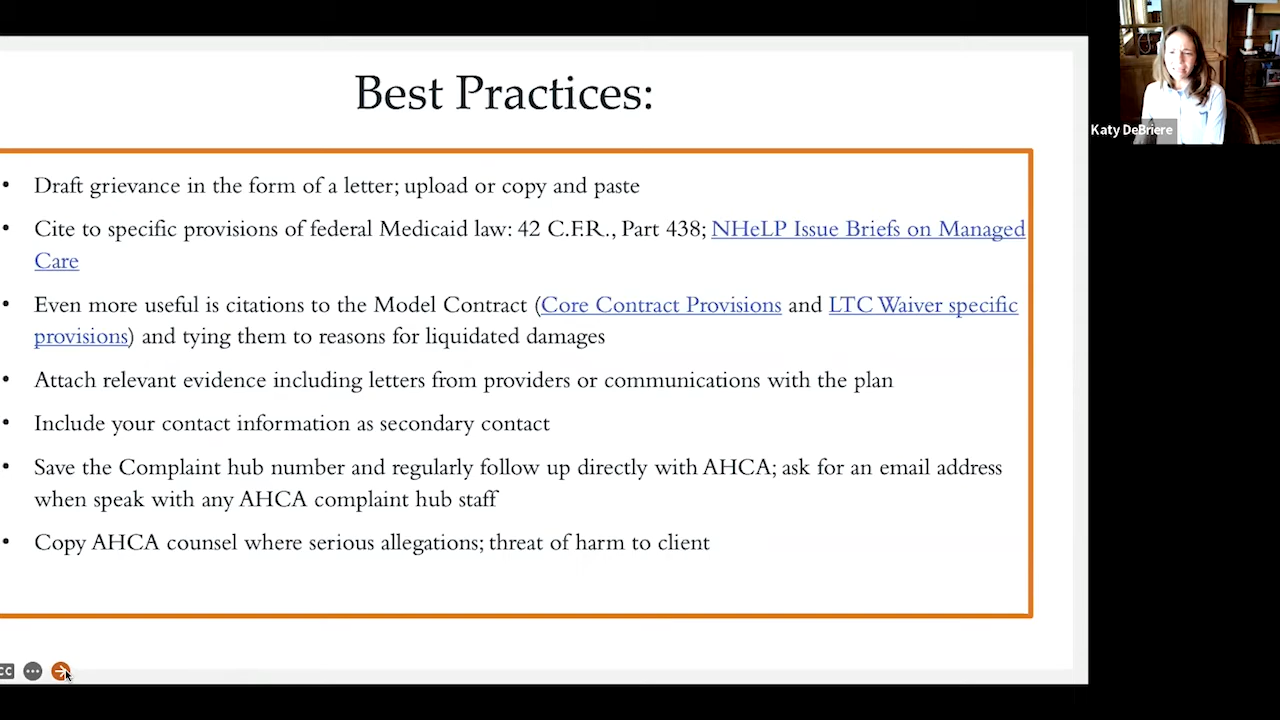 Best Practices:
• Draft grievance in the form of a letter; upload or copy and paste
• Cite to specific provisions of federal Medicaid law: 42 C.F.R., Part 438; NHeLP Issue Briefs on Managed
Care
• Even more useful is citations to the Model Contract (Core Contract Provisions and LTC Waiver specific
provisions) and tying them to reasons for liquidated damages
• Attach relevant evidence including letters from providers or communications with the plan
• Include your contact information as secondary contact
• Save the Complaint hub number and regularly follow up directly with AHCA; ask for an email address
when speak with any AHCA complaint hub staff
• Copy AHCA counsel where serious allegations; threat of harm to client
CC
Katy DeBriere